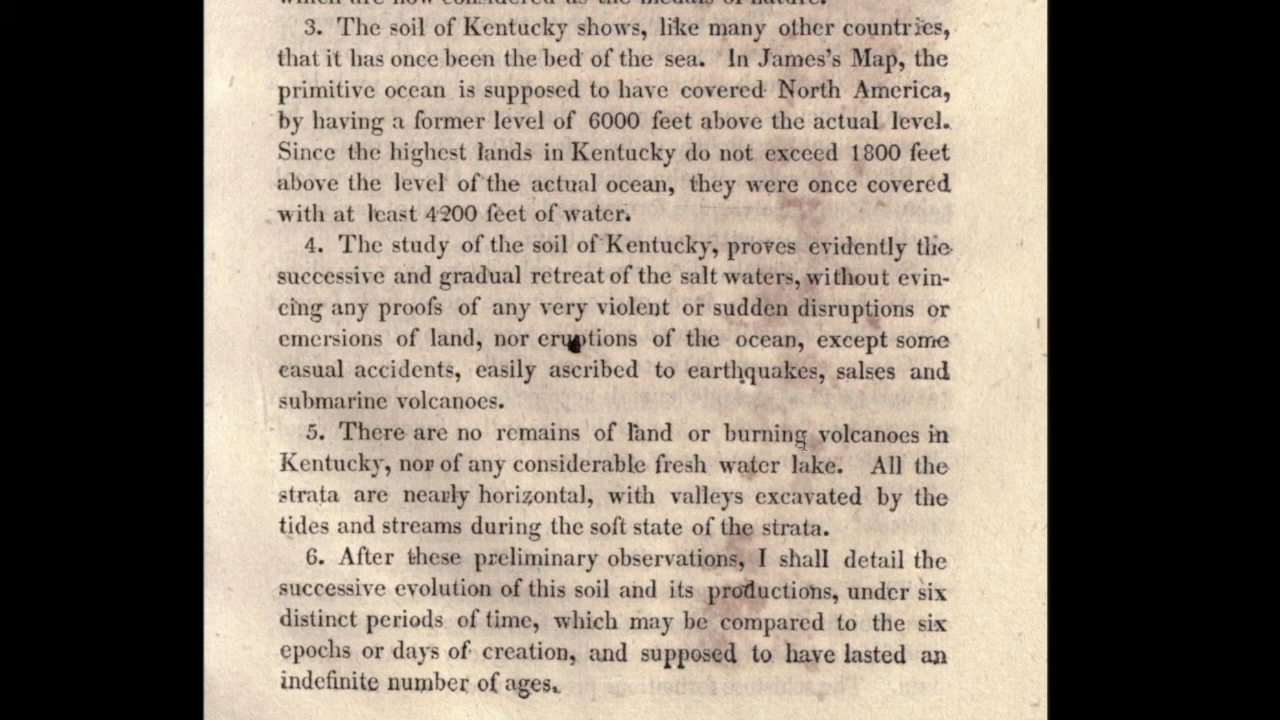 which are now considered as the medals of nature.
3. The soil of Kentucky shows, like many other countries,
that it has once been the bed of the sea. In James's Map, the
primitive ocean is supposed to have covered North America,
by having a former level of 6000 feet above the actual level.
Since the highest lands in Kentucky do not exceed 1800 feet
above the level of the actual ocean, they were once covered
with at least 4200 feet of water.
4. The study of the soil of Kentucky, proves evidently the
successive and gradual retreat of the salt waters, without evin-
cing any proofs of any very violent or sudden disruptions or
emersions of land, nor eruptions of the ocean, except some
casual accidents, easily ascribed to earthquakes, salses and
submarine volcanoes.
5. There are no remains of land or burning volcanoes in
Kentucky, nor of any considerable fresh water lake. All the
strata are nearly horizontal, with valleys excavated by the
tides and streams during the soft state of the strata.
6. After these preliminary observations, I shall detail the
successive evolution of this soil and its productions, under six
distinct periods of time, which may be compared to the six
epochs or days of creation, and supposed to have lasted an
indefinite number of ages.